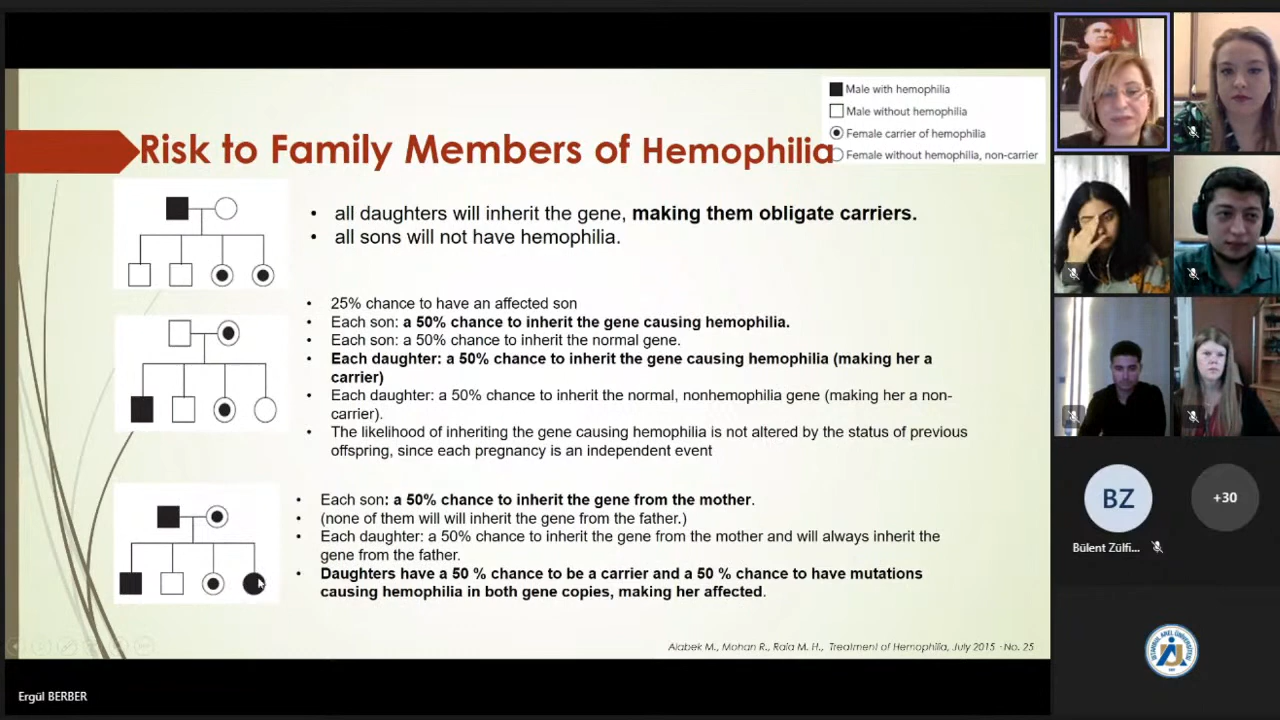 Male with hemophilia
Male without hemophilia
Female carrier of hemophilia
Female without hemophilia, non-carrier
Risk to Family Members of Hemophilia
• all daughters will inherit the gene, making them obligate carriers.
• all sons will not have hemophilia.
• 25% chance to have an affected son
• Each son: a 50% chance to inherit the gene causing hemophilia.
• Each son: a 50% chance to inherit the normal gene.
• Each daughter: a 50% chance to inherit the gene causing hemophilia (making her a
carrier)
• Each daughter: a 50% chance to inherit the normal, nonhemophilia gene (making her a non-
carrier).
• The likelihood of inheriting the gene causing hemophilia is not altered by the status of previous
offspring, since each pregnancy is an independent event
• Each son: a 50% chance to inherit the gene from the mother.
• (none of them will will inherit the gene from the father.)
• Each daughter: a 50% chance to inherit the gene from the mother and will always inherit the
gene from the father.
• Daughters have a 50 % chance to be a carrier and a 50 % chance to have mutations
causing hemophilia in both gene copies, making her affected.
Alabek M., Mohan R., Raia M. H., Treatment of Hemophilia, July 2015 · No. 25
Ergül BERBER
BZ
+30
Bülent Zülfi...